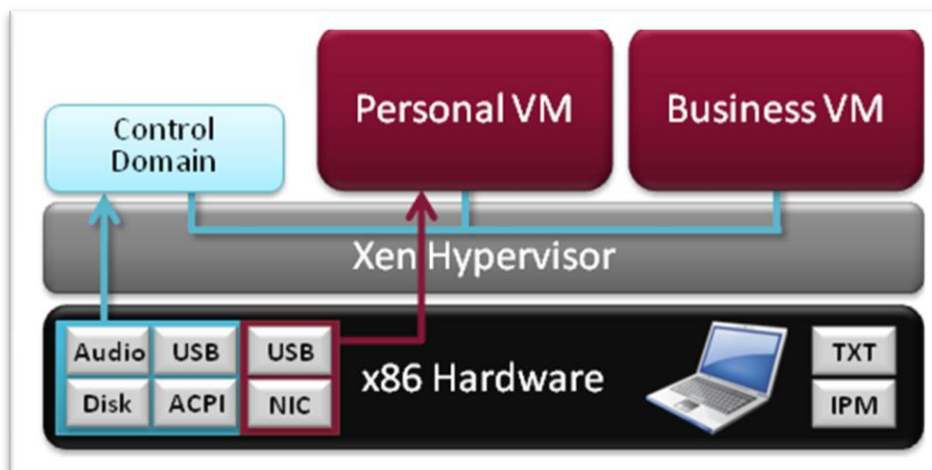 Control
Domain
Personal VM
Business VM
Xen Hypervisor
Audio
USB
USB
Disk
ACPI
NIC
x86 Hardware
TXT
IPM